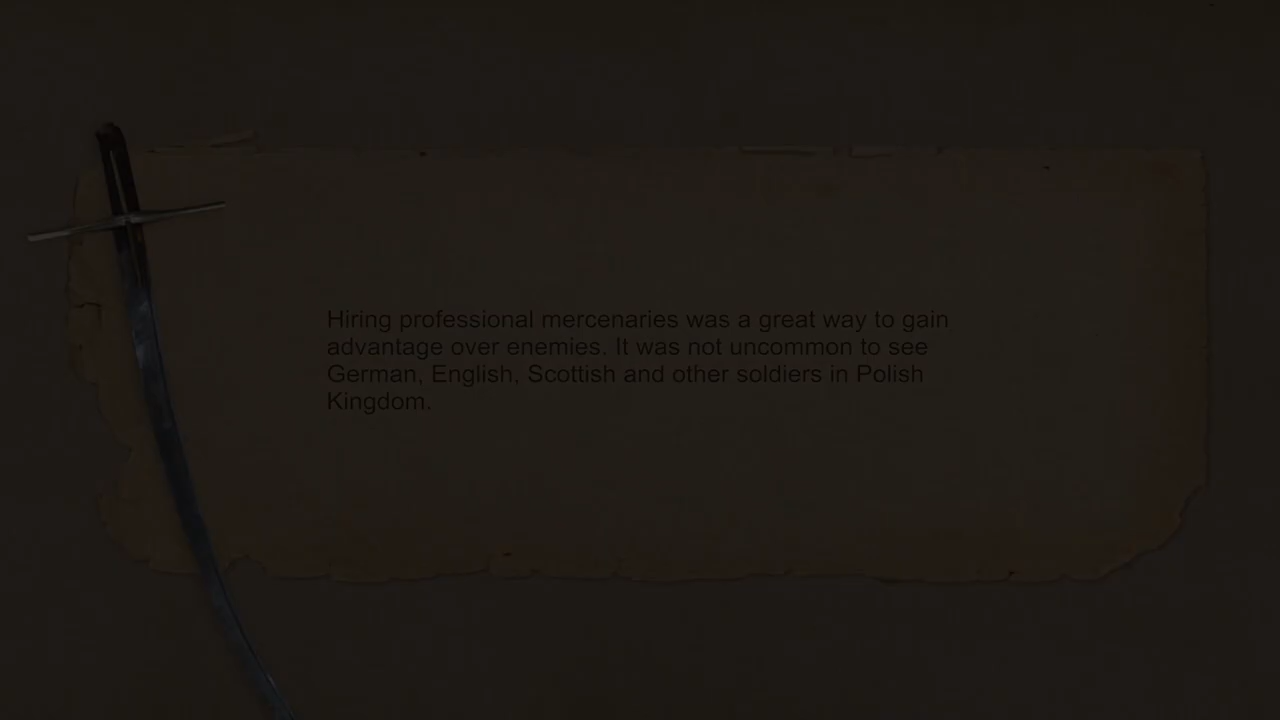 Hiring professional mercenaries was a great way to gain
advantage over enemies. It was not uncommon to see
German, English, Scottish and other soldiers in Polish
Kingdom.